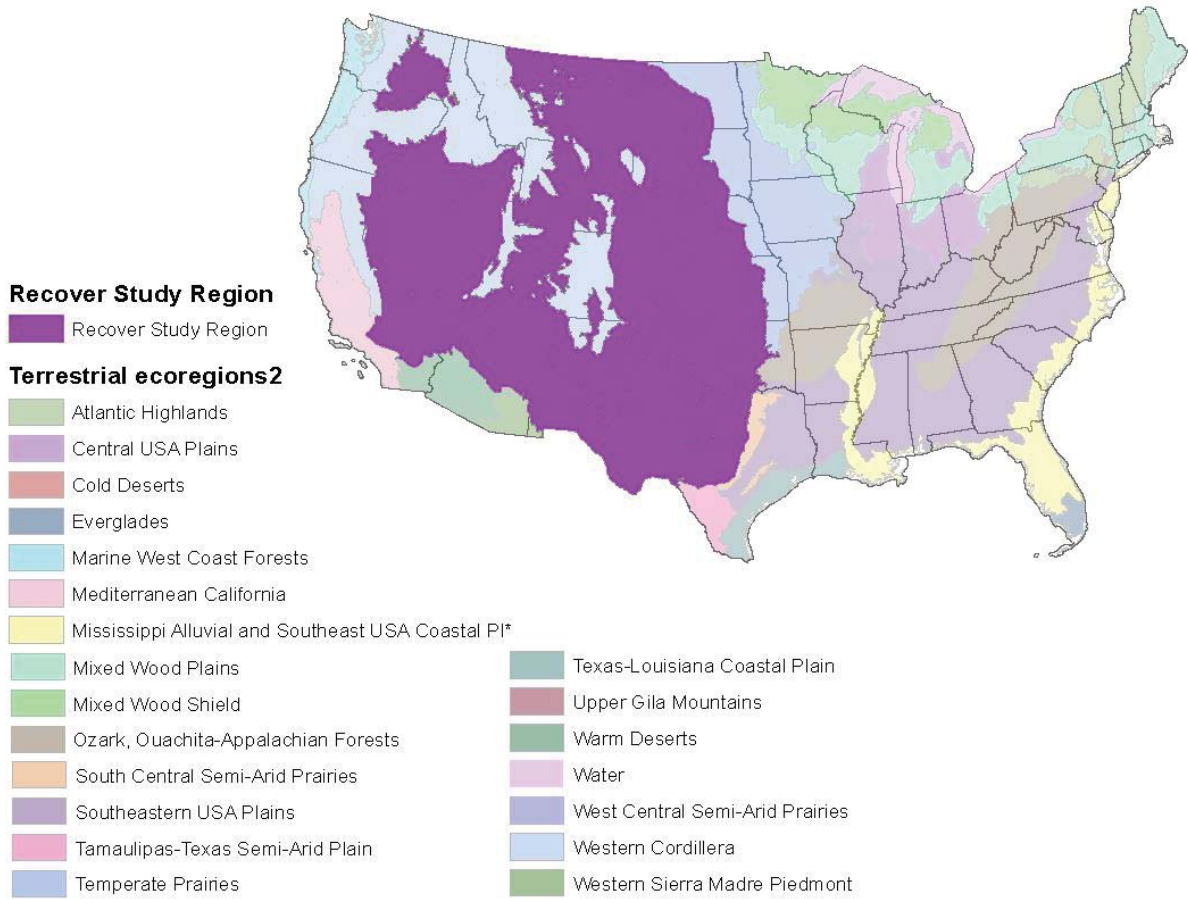 Recover Study Region
Recover Study Region
Terrestrial ecoregions2
Atlantic Highlands
Central USA Plains
Cold Deserts
Everglades
Marine West Coast Forests
Mediterranean California
Mississippi Alluvial and Southeast USA Coastal Pl*
Mixed Wood Plains
Mixed Wood Shield
Ozark, Ouachita-Appalachian Forests
South Central Semi-Arid Prairies
Southeastern USA Plains
Tamaulipas-Texas Semi-Arid Plain
Temperate Prairies
Texas-Louisiana Coastal Plain
Upper Gila Mountains
Warm Deserts
Water
West Central Semi-Arid Prairies
Western Cordillera
Western Sierra Madre Piedmont